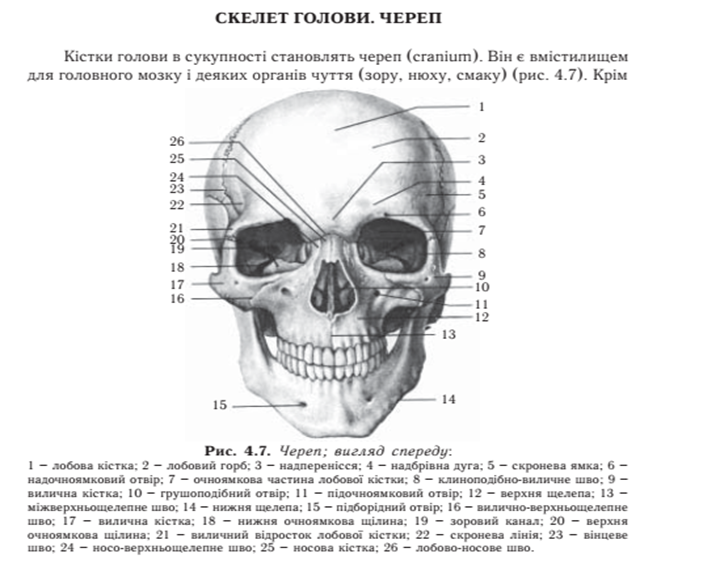 СКЕЛЕТ ГОЛОВИ. ЧЕРЕП
Кістки голови в сукупності становлять череп (cranium). Він є вмістилищем
для головного мозку і деяких органів чуття (зору, нюху, смаку) (рис. 4.7). Крім
1
2
3
4
5
6
7
8
9
10
11
12
13
14
26
25
24
23
22
21
20
19
18
17
16
15
Рис. 4.7. Череп; вигляд спереду:
1 – лобова кістка; 2 – лобовий горб; 3 – надперенісся; 4 – надбрівна дуга; 5 – скронева ямка; 6 –
надочноямковий отвір; 7 – очноямкова частина лобової кістки; 8 – клиноподібно-виличне шво; 9 –
вилична кістка; 10 – грушоподібний отвір; 11 – підочноямковий отвір; 12 – верхня щелепа; 13 –
міжверхньощелепне шво; 14 – нижня щелепа; 15 – підборідний отвір; 16 – вилично-верхньощелепне
шво; 17 – вилична кістка; 18 – нижня очноямкова щілина; 19 – зоровий канал; 20 – верхня
очноямкова щілина; 21 – виличний відросток лобової кістки; 22 – скронева лінія; 23 – вінцеве
шво; 24 – носо-верхньощелепне шво; 25 – носова кістка; 26 – лобово-носове шво.